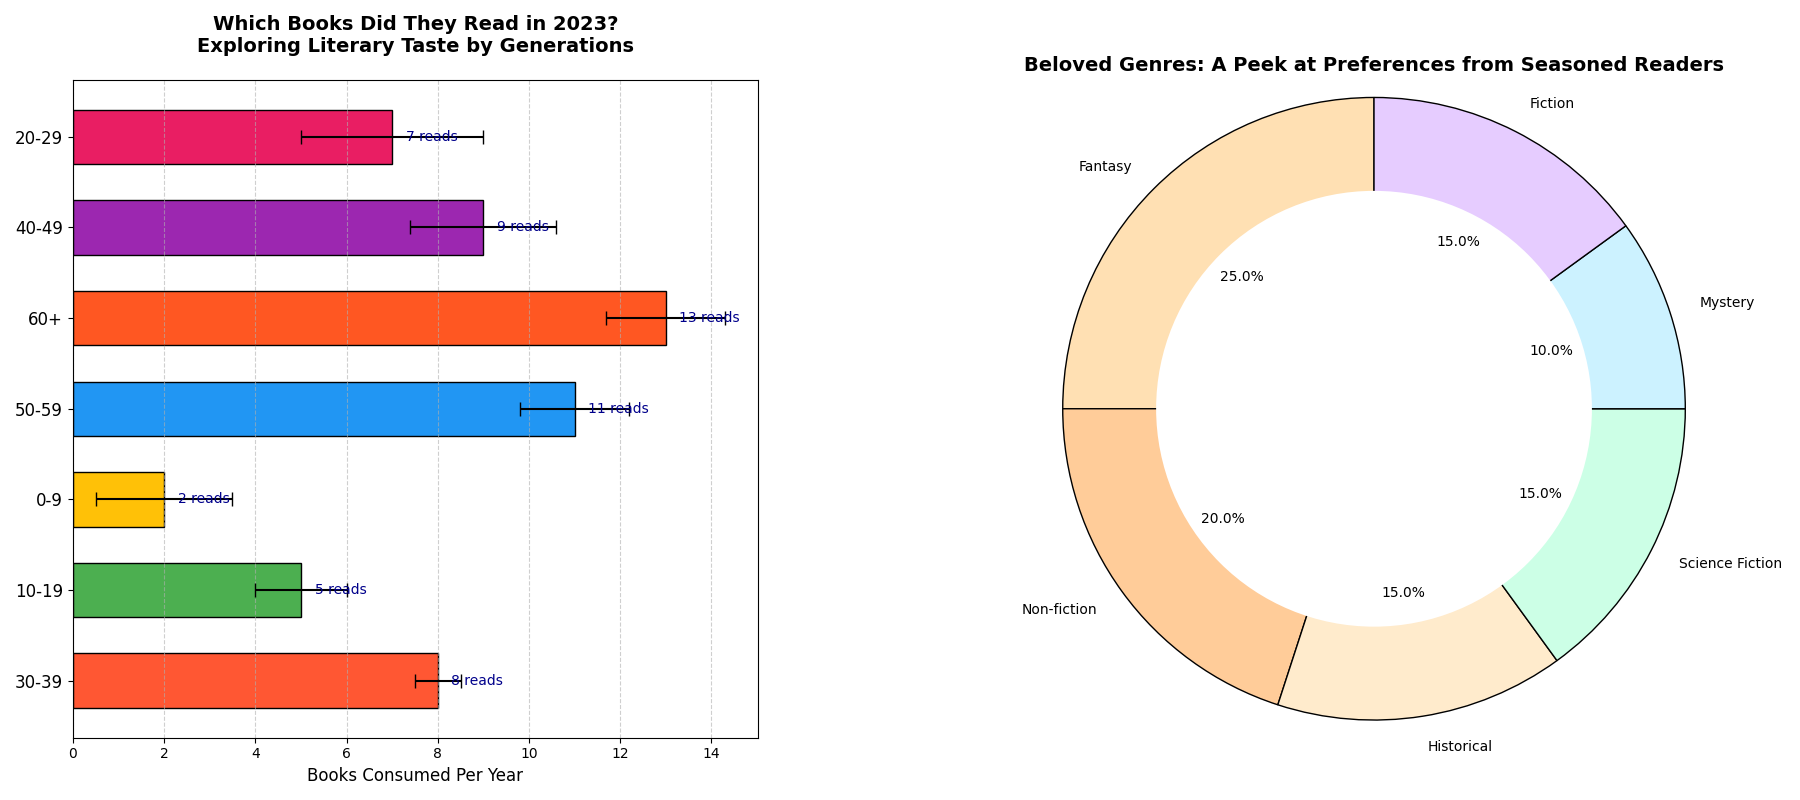 Which Books Did They Read in 2023?
Exploring Literary Taste by Generations
20-29
7 reads
40-49
9 reads
60+
13 reads
50-59
11 reads
0-9
2 reads
10-19
5 reads
30-39
8 reads
0 2 4 6 8 10 12 14
Books Consumed Per Year
Beloved Genres: A Peek at Preferences from Seasoned Readers
Fiction
15.0%
Fantasy
25.0%
Mystery
10.0%
Non-fiction
20.0%
Historical
15.0%
Science Fiction
15.0%